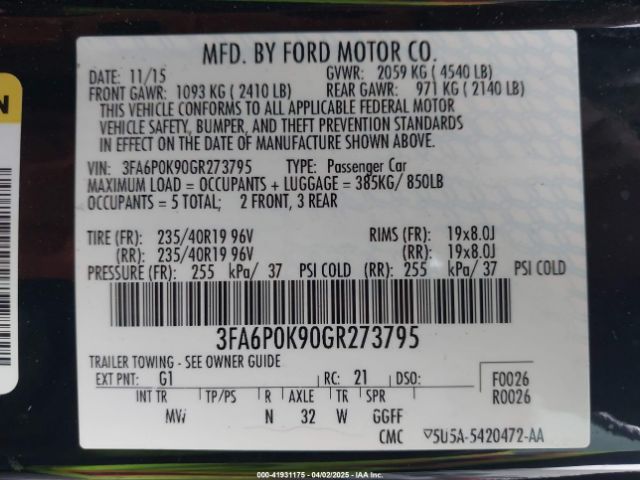 MFD. BY FORD MOTOR CO.
DATE: 11/15 GVWR: 2059 KG ( 4540 LB)
FRONT GAWR: 1093 KG ( 2410 LB) REAR GAWR: 971 KG ( 2140 LB)
THIS VEHICLE CONFORMS TO ALL APPLICABLE FEDERAL MOTOR
VEHICLE SAFETY, BUMPER, AND THEFT PREVENTION STANDARDS
IN EFFECT ON THE DATE OF MANUFACTURE SHOWN ABOVE.
VIN: 3FA6P0K90GR273795 TYPE: Passenger Car
MAXIMUM LOAD = OCCUPANTS + LUGGAGE = 385KG/ 850LB
OCCUPANTS = 5 TOTAL; 2 FRONT, 3 REAR
TIRE (FR): 235/40R19 96V RIMS (FR): 19x8.0J
(RR): 235/40R19 96V (RR): 19x8.0J
PRESSURE (FR): 255 kPa/ 37 PSI COLD (RR): 255 kPa/ 37 PSI COLD
3FA6P0K90GR273795
TRAILER TOWING - SEE OWNER GUIDE
EXT PNT: G1 RC: 21 DSO: F0026
R0026
INT TR TP/PS R AXLE TR SPR
MW N 32 W GGFF
CMC 5U5A-5420472-AA
N
000-41931175 - 04/02/2025 - IAA Inc.